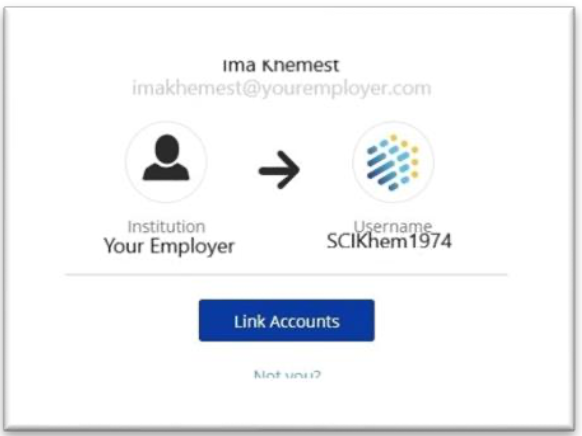 Ima Khemest
imakhemest@youremployer.com
Institution
Your Employer
Username
SCIKhem1974
Link Accounts
Not you?